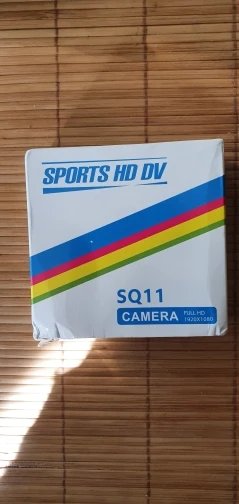 SPORTS HD DV
SQ11
CAMERA
FULL HD
1920X1080